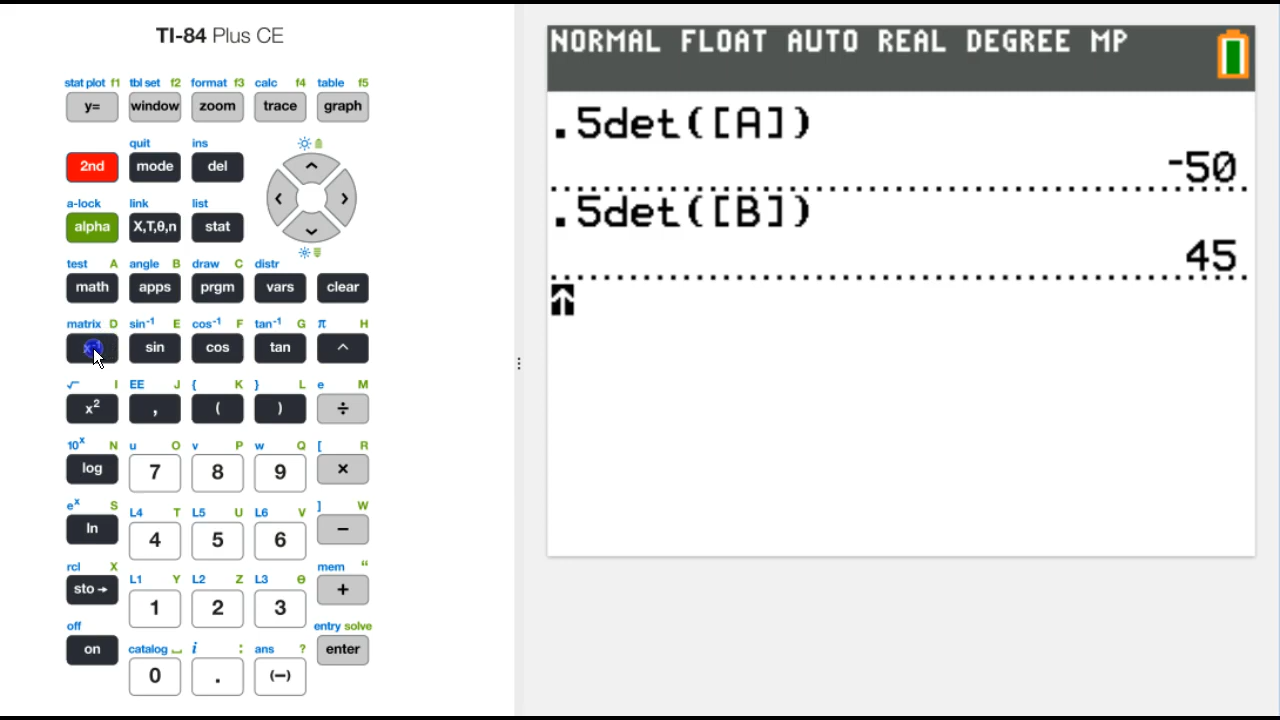 TI-84 Plus CE
stat plot f1 tbl set f2 format f3 calc f4 table f5
y= window zoom trace graph
quit ins
2nd mode del
a-lock link list
alpha X,T,θ,n stat
test A angle B draw C distr
math apps prgm vars clear
matrix D sin⁻¹ E cos⁻¹ F tan⁻¹ G π H
sin cos tan ^
√ I EE J { K } L e M
x² , ( ) ÷
10ˣ N u O v P w Q [ R
log 7 8 9 ×
eˣ S L4 T L5 U L6 V ] W
ln 4 5 6 −
rcl X L1 Y L2 Z L3 θ mem “
sto→ 1 2 3 +
off catalog i : ans ? entry solve
on 0 . (−) enter
NORMAL FLOAT AUTO REAL DEGREE MP
.5det([A])
-50
.5det([B])
45